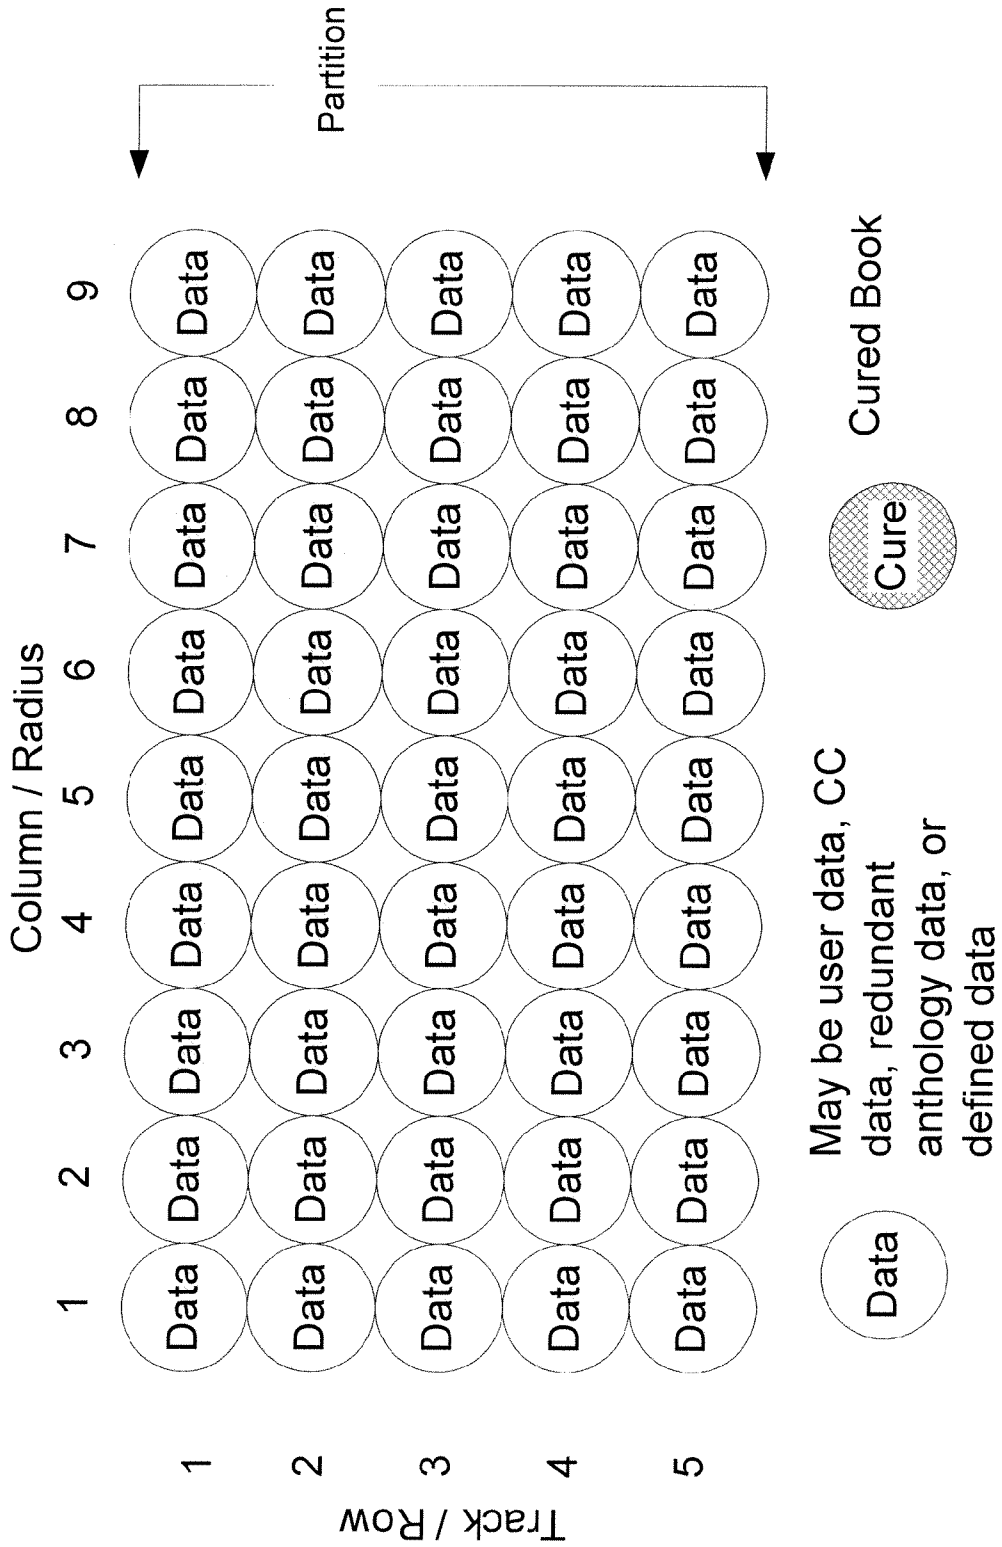 Column / Radius
1 2 3 4 5 6 7 8 9
Track / Row
1 Data Data Data Data Data Data Data Data Data
2 Data Data Data Data Data Data Data Data Data
3 Data Data Data Data Data Data Data Data Data
4 Data Data Data Data Data Data Data Data Data
5 Data Data Data Data Data Data Data Data Data
Partition
Data
May be user data, CC
data, redundant
anthology data, or
defined data
Cure
Cured Book